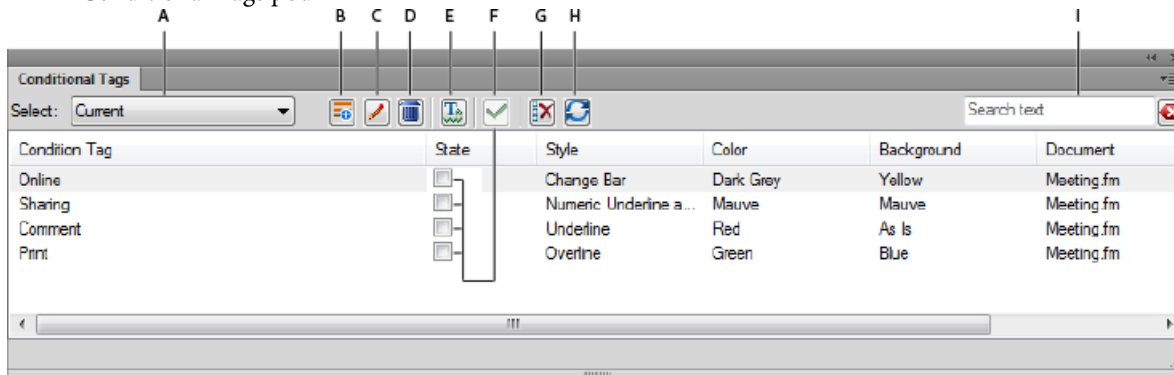 A B C D E F G H I
Conditional Tags
Select: Current Search text
Condition Tag State Style Color Background Document
Online Change Bar Dark Grey Yellow Meeting.fm
Sharing Numeric Underline a... Mauve Mauve Meeting.fm
Comment Underline Red As Is Meeting.fm
Print Overline Green Blue Meeting.fm